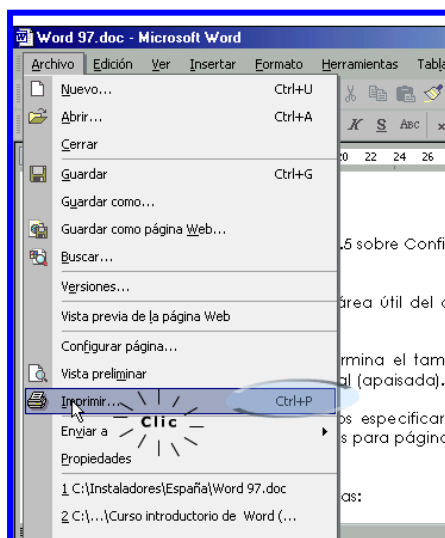 Word 97.doc - Microsoft Word
Archivo Edición Ver Insertar Formato Herramientas Tabla
Nuevo... Ctrl+U
Abrir... Ctrl+A
K S ABC
Cerrar
20 22 24 26
Guardar Ctrl+G
Guardar como...
Guardar como página Web...
.5 sobre Confi
Buscar...
Versiones...
área útil del
Vista previa de la página Web
Configurar página...
rmina el tam
Vista preliminar
al (apaisada).
Imprimir... Ctrl+P
Clic
os especificar
Enviar a
s para página
Propiedades
1 C:\Instaladores\España\Word 97.doc
as:
2 C:\...\Curso introductorio de Word (...